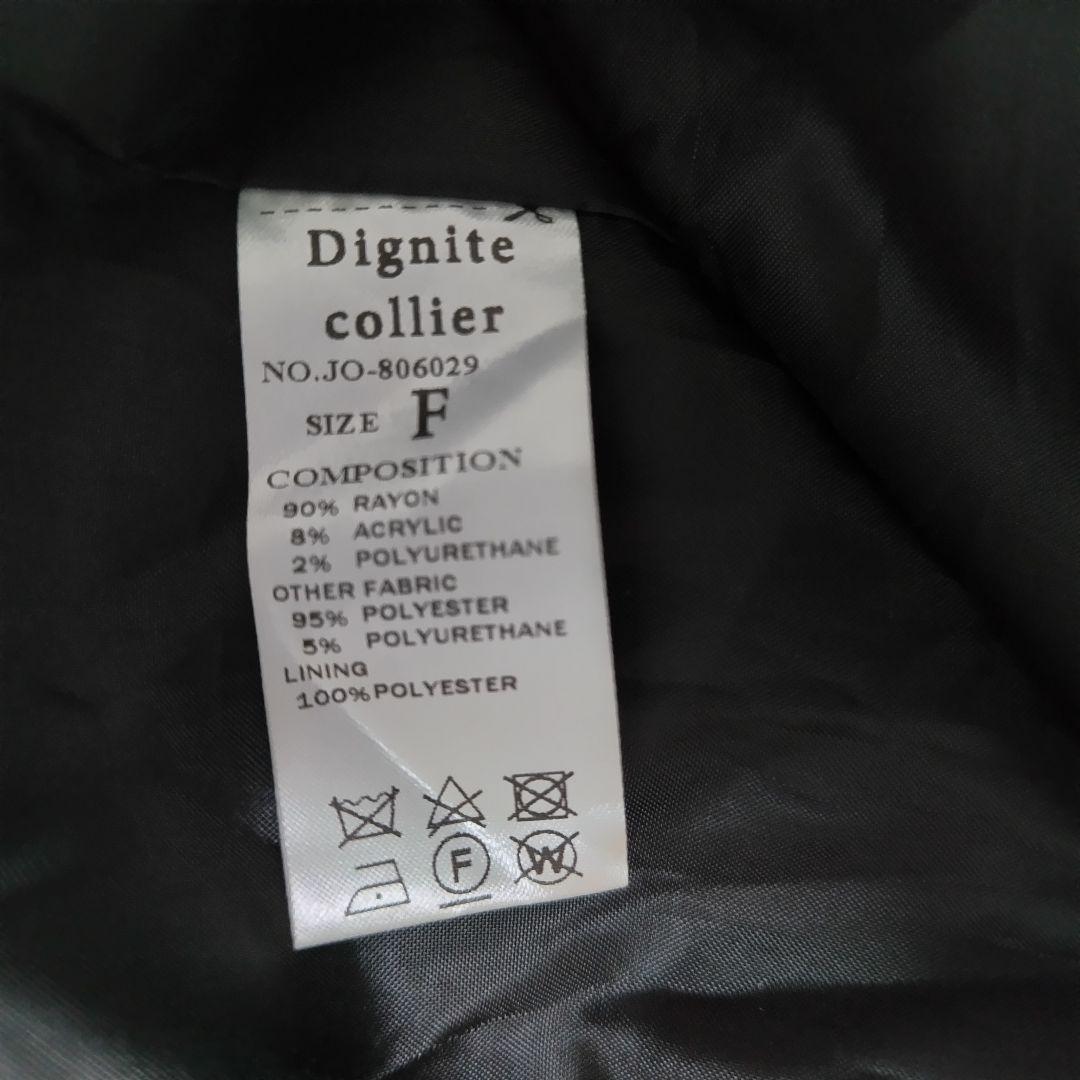 Dignite
collier
NO.JO-806029
SIZE F
COMPOSITION
90% RAYON
8% ACRYLIC
2% POLYURETHANE
OTHER FABRIC
95% POLYESTER
5% POLYURETHANE
LINING
100%POLYESTER
F W